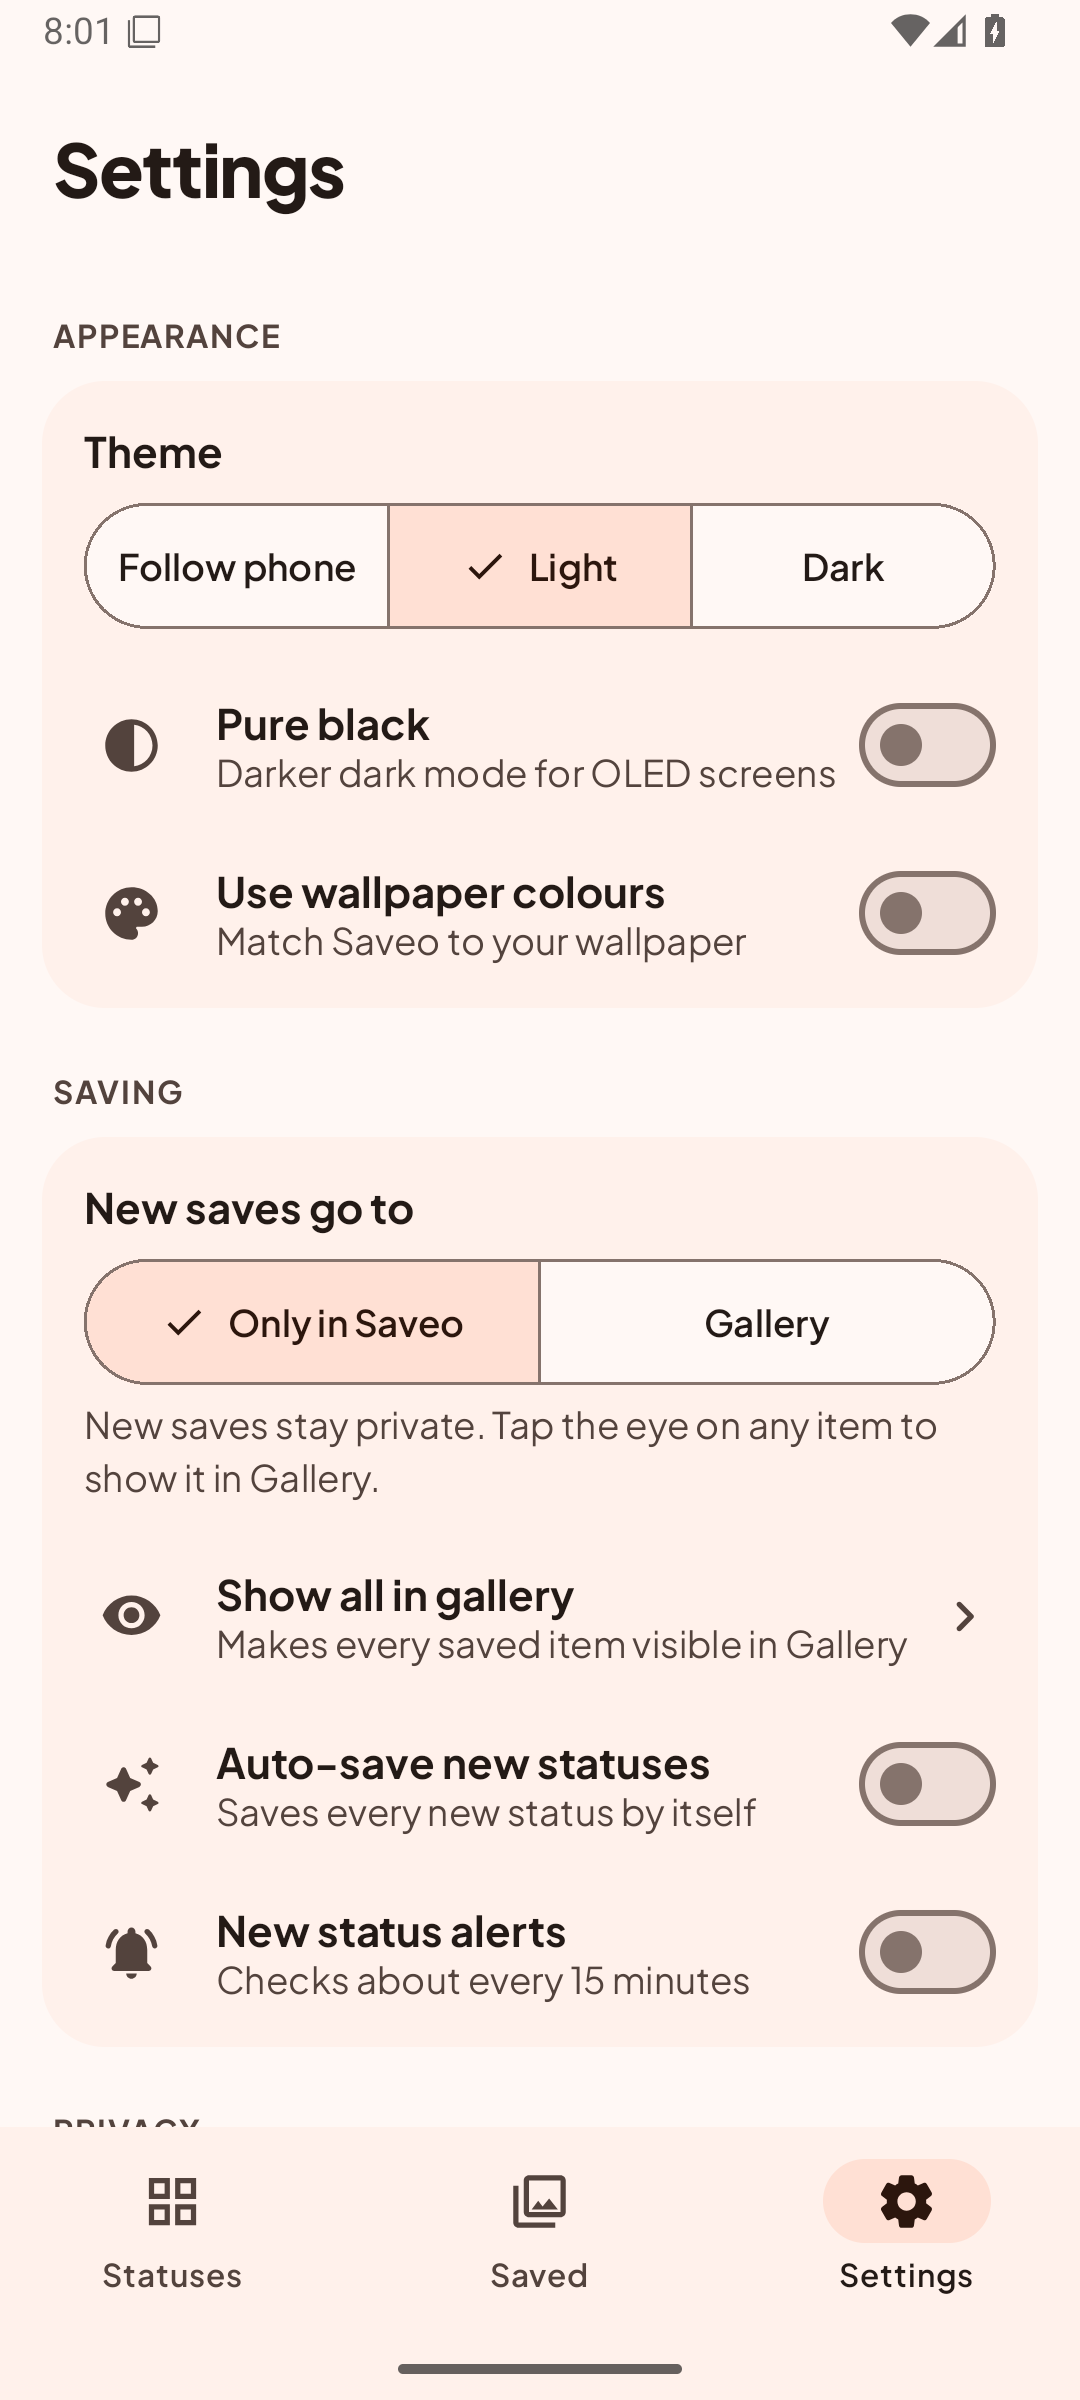 8:01
Settings
APPEARANCE
Theme
Follow phone
Light
Dark
Pure black
Darker dark mode for OLED screens
Use wallpaper colours
Match Saveo to your wallpaper
SAVING
New saves go to
Only in Saveo
Gallery
New saves stay private. Tap the eye on any item to
show it in Gallery.
Show all in gallery
Makes every saved item visible in Gallery
Auto-save new statuses
Saves every new status by itself
New status alerts
Checks about every 15 minutes
PRIVACY
Statuses
Saved
Settings